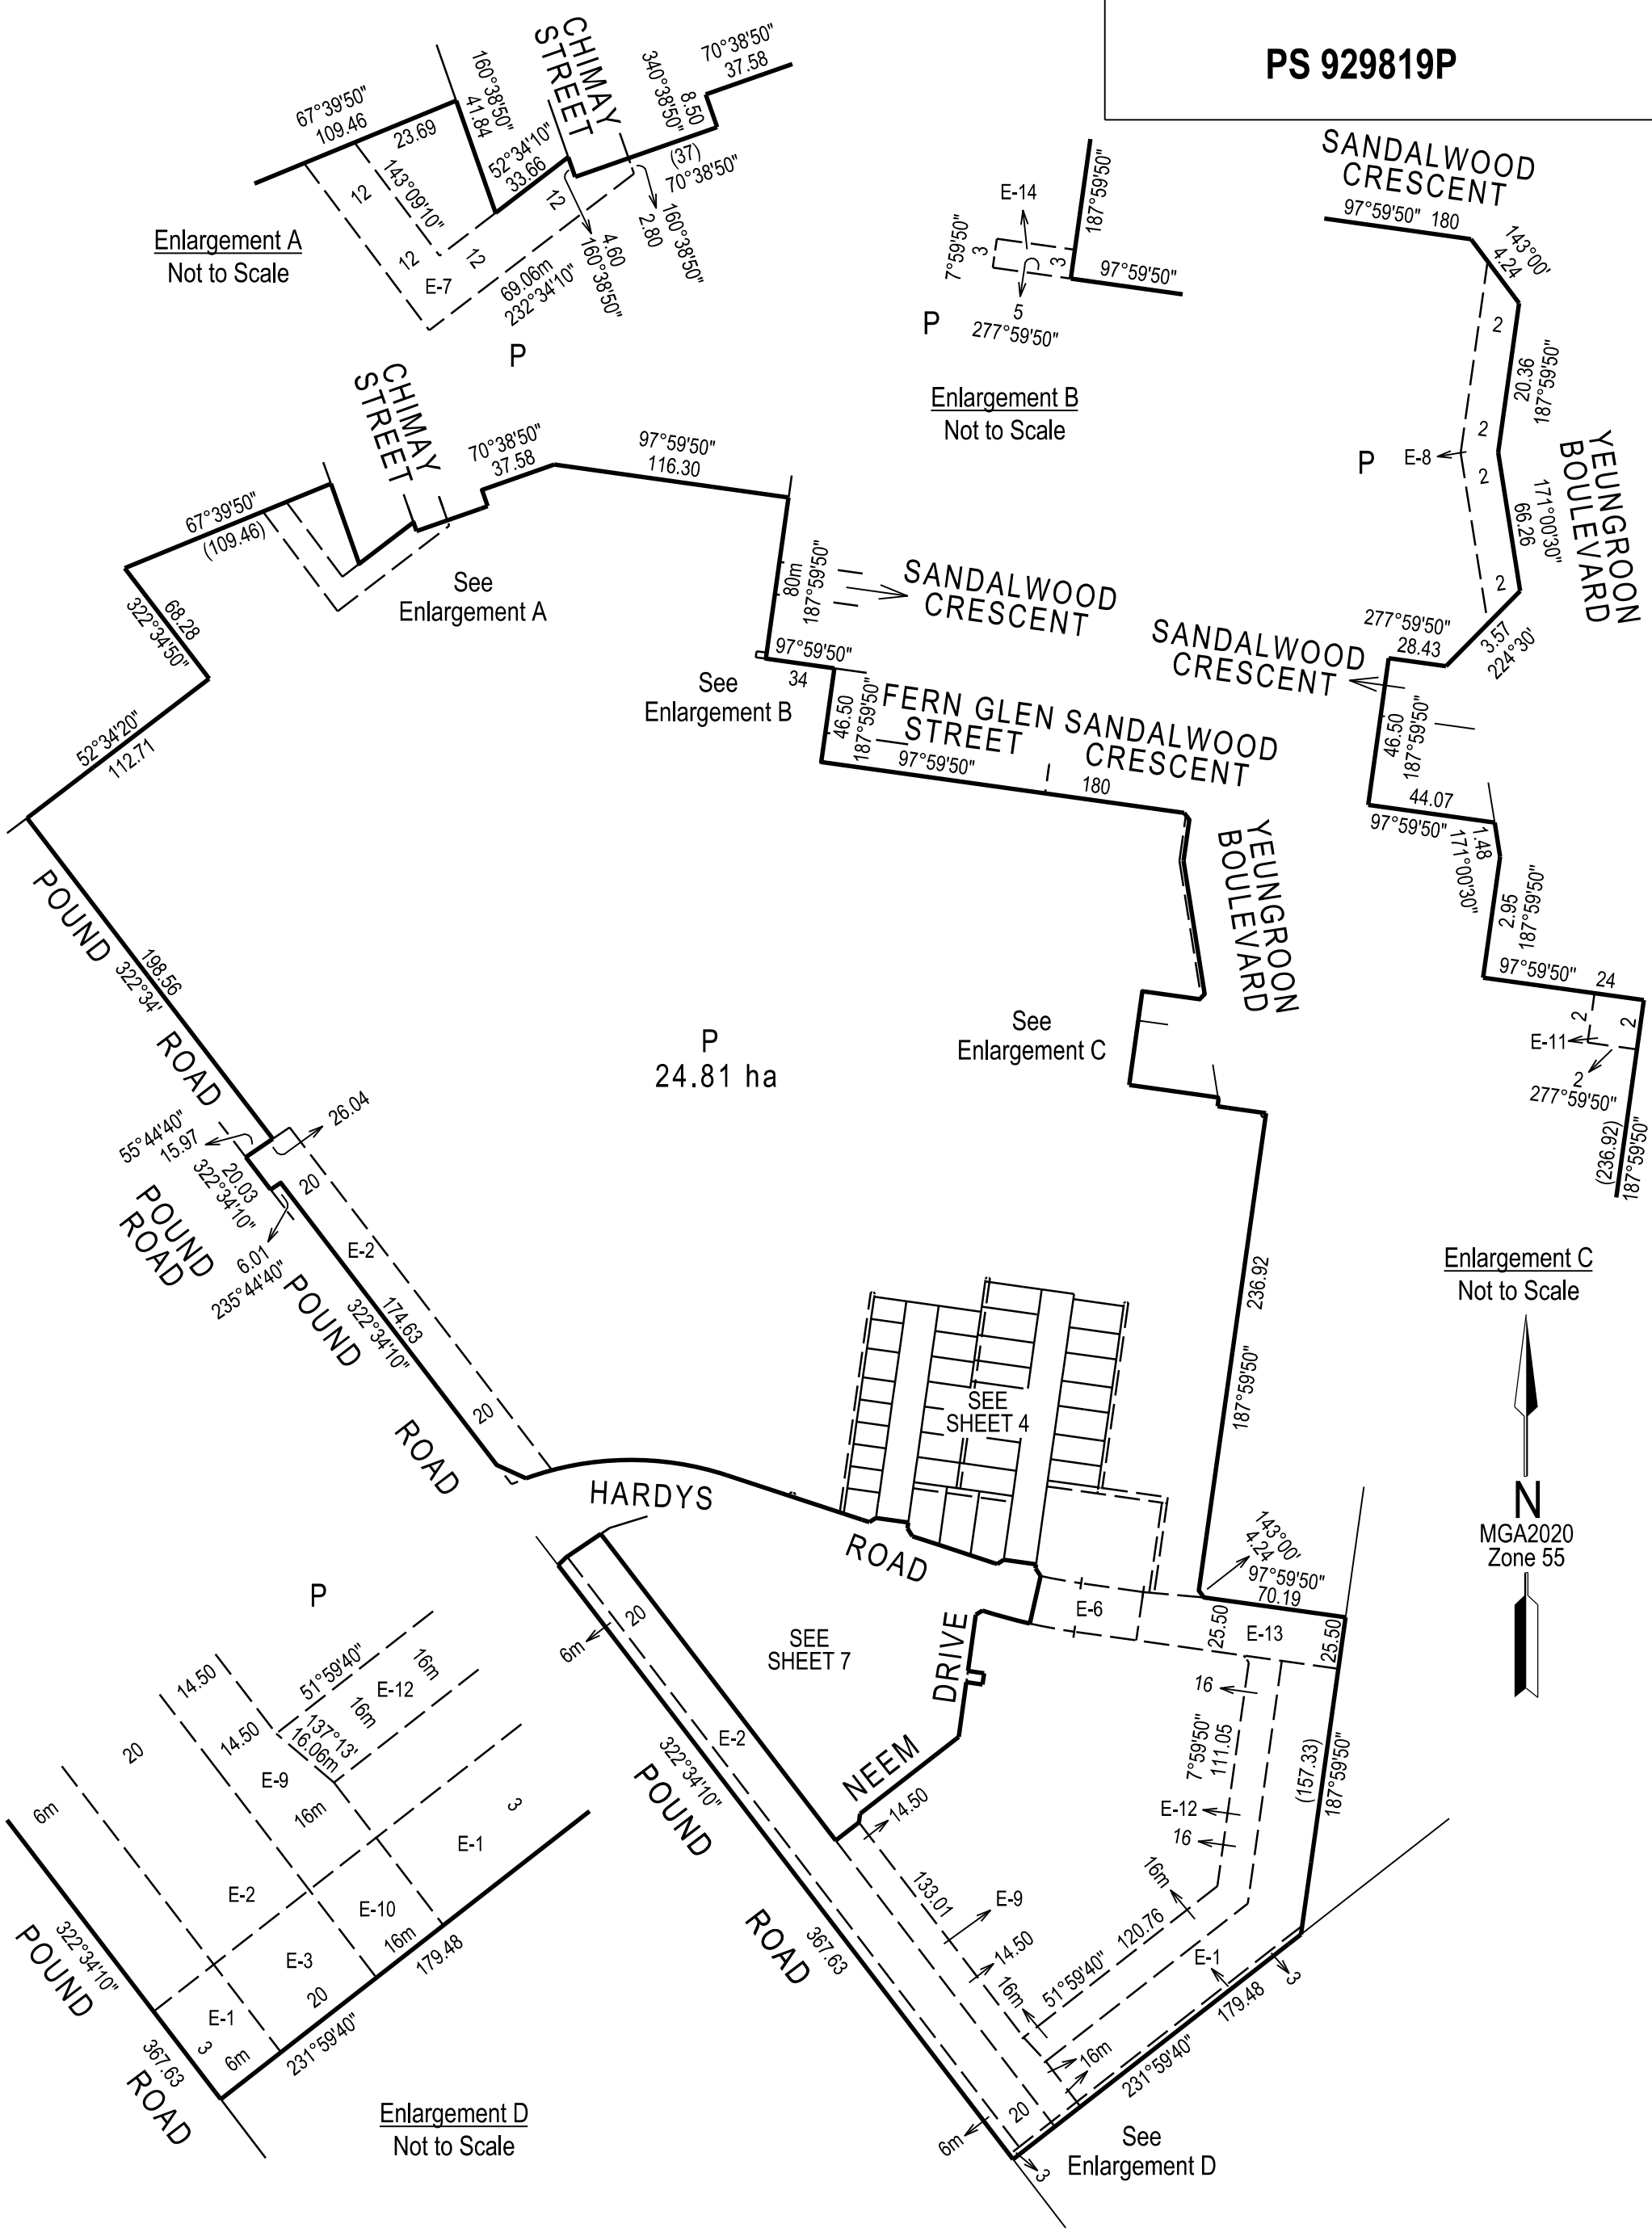 PS 929819P
67°39'50"
109.46
23.69
160°38'50"
41.84
CHIMAY
STREET
52°34'10"
33.66
340°38'50"
8.50
70°38'50"
37.58
(37)
70°38'50"
12
143°09'10"
12
12
12
E-7
69.06m
232°34'10"
4.60
160°38'50"
2.80
160°38'50"
P
Enlargement A
Not to Scale
E-14
187°59'50"
7°59'50"
3
3
97°59'50"
5
277°59'50"
P
Enlargement B
Not to Scale
SANDALWOOD
CRESCENT
97°59'50" 180
143°00'
4.24
2
20.36
187°59'50"
2
P
E-8
2
171°00'30"
66.26
2
YEUNGROON
BOULEVARD
277°59'50"
28.43
3.57
224°30'
SANDALWOOD
CRESCENT
46.50
187°59'50"
44.07
97°59'50"
1.48
171°00'30"
2.95
187°59'50"
97°59'50" 24
2
2
E-11
2
277°59'50"
(236.92)
187°59'50"
Enlargement C
Not to Scale
N
MGA2020
Zone 55
CHIMAY
STREET
70°38'50"
37.58
97°59'50"
116.30
67°39'50"
(109.46)
See
Enlargement A
68.28
322°34'50"
52°34'20"
112.71
80m
187°59'50"
SANDALWOOD
CRESCENT
97°59'50"
34
See
Enlargement B
46.50
187°59'50"
FERN GLEN
STREET
SANDALWOOD
CRESCENT
97°59'50"
180
YEUNGROON
BOULEVARD
See
Enlargement C
P
24.81 ha
POUND
198.56
322°34'
ROAD
26.04
55°44'40"
15.97
20.03
322°34'10"
20
POUND
ROAD
6.01
235°44'40"
E-2
POUND
174.63
322°34'10"
20
ROAD
236.92
187°59'50"
SEE
SHEET 4
HARDYS
ROAD
143°00'
4.24
97°59'50"
70.19
E-6
25.50
E-13
25.50
20
6m
SEE
SHEET 7
DRIVE
NEEM
E-2
322°34'10"
POUND
14.50
16
7°59'50"
111.05
(157.33)
187°59'50"
E-12
16
16m
133.01
E-9
14.50
120.76
51°59'40"
16m
E-1
ROAD
367.63
3
179.48
231°59'40"
16m
20
6m
3
See
Enlargement D
P
14.50
51°59'40"
16m
E-12
16m
20
14.50
137°13'
16.06m
E-9
16m
6m
3
E-1
E-2
E-10
16m
179.48
322°34'10"
POUND
E-3
20
E-1
3
6m
231°59'40"
367.63
ROAD
Enlargement D
Not to Scale